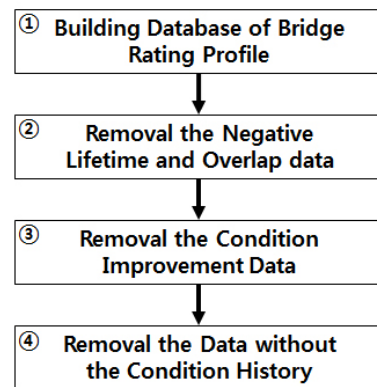 ① Building Database of Bridge
Rating Profile
② Removal the Negative
Lifetime and Overlap data
③ Removal the Condition
Improvement Data
④ Removal the Data without
the Condition History